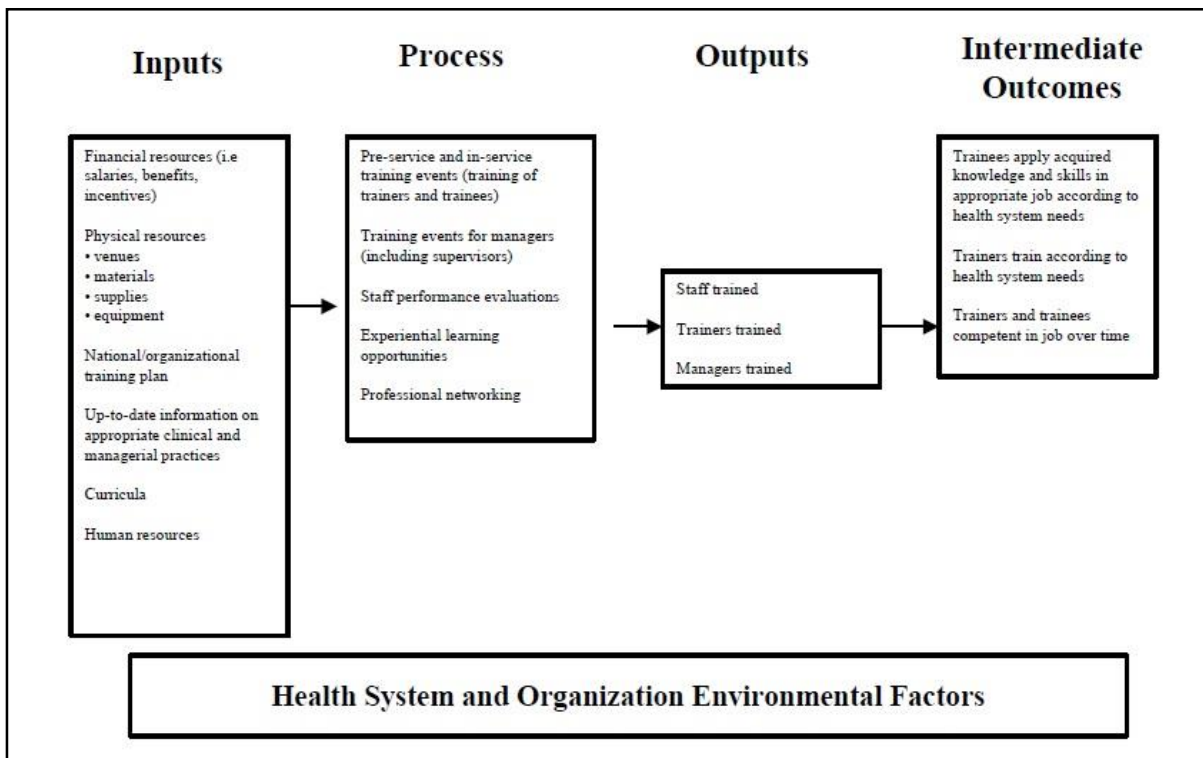 Inputs
Process
Outputs
Intermediate
Outcomes
Financial resources (i.e
salaries, benefits,
incentives)
Physical resources
• venues
• materials
• supplies
• equipment
National/organizational
training plan
Up-to-date information on
appropriate clinical and
managerial practices
Curricula
Human resources
Pre-service and in-service
training events (training of
trainers and trainees)
Training events for managers
(including supervisors)
Staff performance evaluations
Experiential learning
opportunities
Professional networking
Staff trained
Trainers trained
Managers trained
Trainees apply acquired
knowledge and skills in
appropriate job according to
health system needs
Trainers train according to
health system needs
Trainers and trainees
competent in job over time
Health System and Organization Environmental Factors